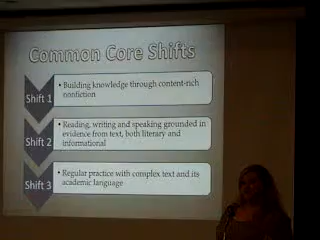 Common Core Shifts
Shift 1
• Building knowledge through content-rich
nonfiction
Shift 2
• Reading, writing and speaking grounded in
evidence from text, both literary and
informational
Shift 3
• Regular practice with complex text and its
academic language